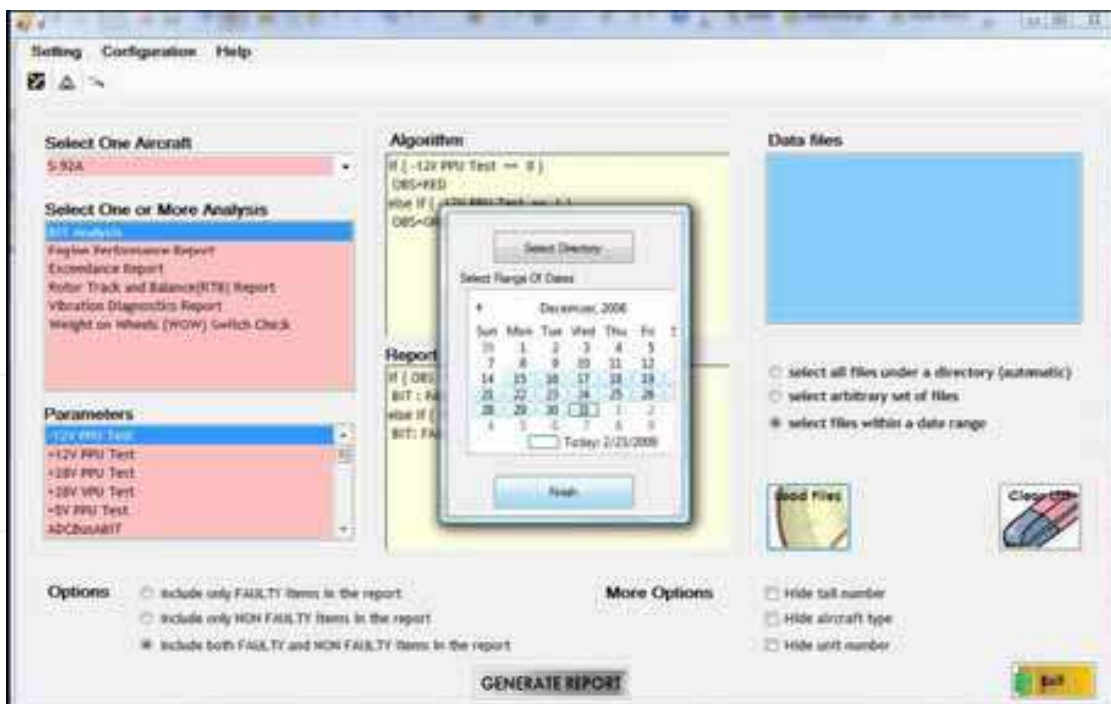 Setting Configuration Help
Select One Aircraft
S-92A
Select One or More Analysis
BIT Analysis
Engine Performance Report
Exceedance Report
Rotor Track and Balance(RTB) Report
Vibration Diagnostics Report
Weight on Wheels (WOW) Switch Check
Parameters
-12V PPU Test
+12V PPU Test
+28V PPU Test
+28V VPU Test
+5V PPU Test
ADCBusABIT
Algorithm
If ( -12V PPU Test == 0 )
OBS=RED
else If ( -12V PPU Test == 1 )
Report
If ( OBS
BIT :
else If (
BIT:
Select Directory
Select Range Of Dates
December, 2008
Sun Mon Tue Wed Thu Fri S
30 1 2 3 4 5
7 8 9 10 11 12
14 15 16 17 18 19
21 22 23 24 25 26
28 29 30 31 1 2
4 5 6 7 8 9
Today: 2/23/2009
Finish
Data files
select all files under a directory (automatic)
select arbitrary set of files
select files within a date range
Load Files
Clear
Options
Include only FAULTY items in the report
Include only NON FAULTY items in the report
Include both FAULTY and NON FAULTY items in the report
More Options
Hide tail number
Hide aircraft type
Hide unit number
GENERATE REPORT
Exit